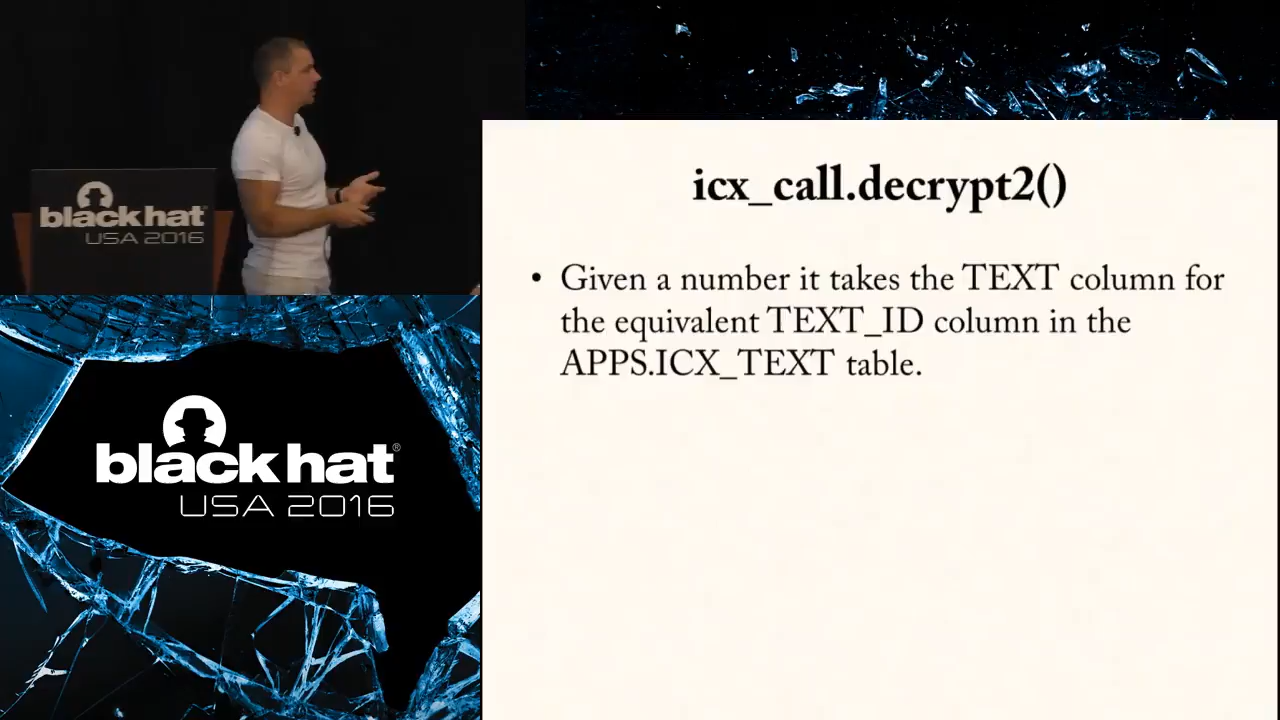 black hat®
USA 2016
black hat®
USA 2016
icx_call.decrypt2()
• Given a number it takes the TEXT column for
the equivalent TEXT_ID column in the
APPS.ICX_TEXT table.